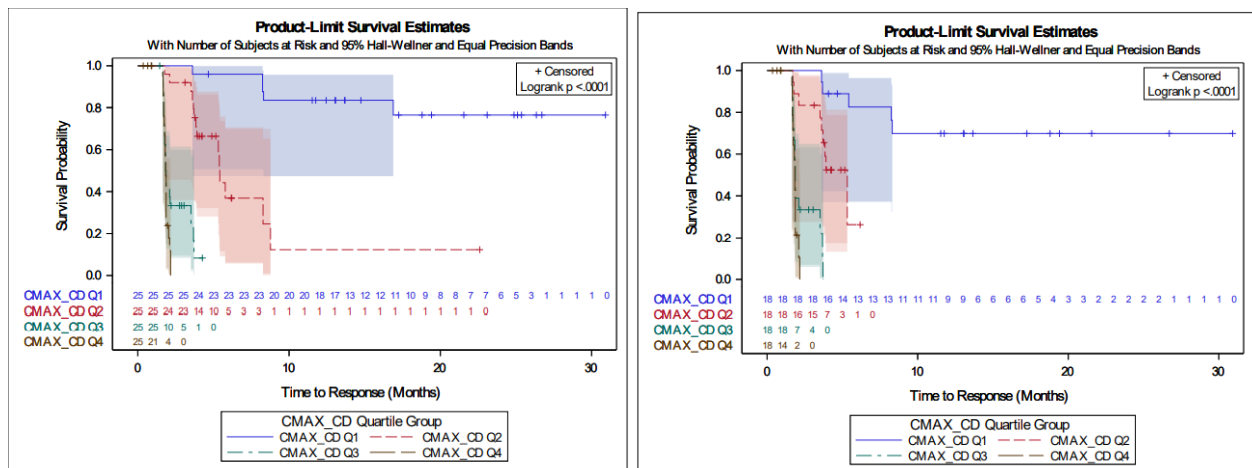 Product-Limit Survival Estimates
With Number of Subjects at Risk and 95% Hall-Wellner and Equal Precision Bands
+ Censored
Logrank p <.0001
Survival Probability
1.0
0.8
0.6
0.4
0.2
0.0
CMAX_CD Q1 25 25 25 25 24 23 23 23 23 20 20 20 18 17 13 12 12 11 10 9 8 8 7 7 6 5 3 1 1 1 1 0
CMAX_CD Q2 25 25 24 23 14 10 5 3 3 1 1 1 1 1 1 1 1 1 1 1 1 1 1 0
CMAX_CD Q3 25 25 10 5 1 0
CMAX_CD Q4 25 21 4 0
0 10 20 30
Time to Response (Months)
CMAX_CD Quartile Group
CMAX_CD Q1 CMAX_CD Q2
CMAX_CD Q3 CMAX_CD Q4
Product-Limit Survival Estimates
With Number of Subjects at Risk and 95% Hall-Wellner and Equal Precision Bands
+ Censored
Logrank p <.0001
Survival Probability
1.0
0.8
0.6
0.4
0.2
0.0
CMAX_CD Q1 18 18 18 18 16 14 13 13 13 11 11 11 9 9 6 6 6 6 5 4 3 3 2 2 2 2 2 1 1 1 1 0
CMAX_CD Q2 18 18 16 15 7 3 1 0
CMAX_CD Q3 18 18 7 4 0
CMAX_CD Q4 18 14 2 0
0 10 20 30
Time to Response (Months)
CMAX_CD Quartile Group
CMAX_CD Q1 CMAX_CD Q2
CMAX_CD Q3 CMAX_CD Q4